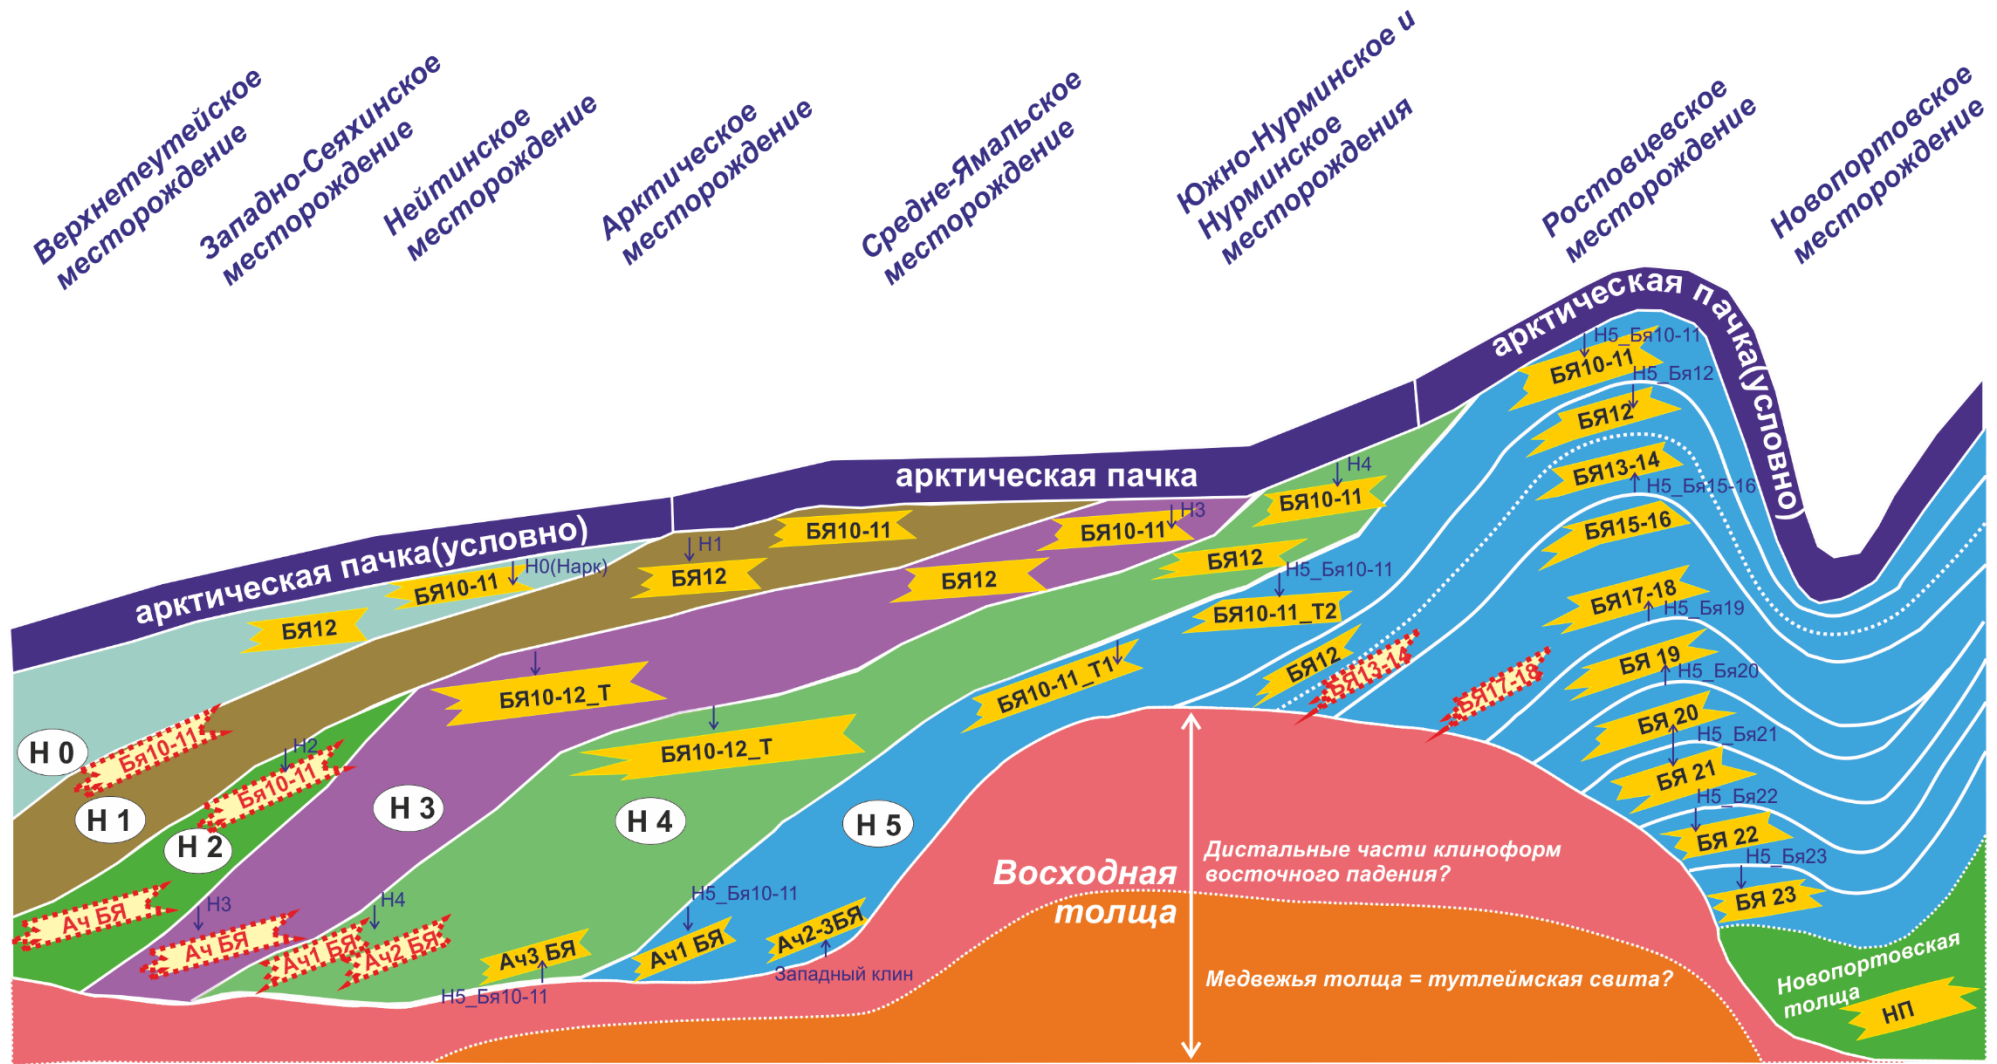 Верхнетеутейское
месторождение
Западно-Сеяхинское
месторождение
Нейтинское
месторождение
Арктическое
месторождение
Средне-Ямальское
месторождение
Южно-Нурминское и
Нурминское
месторождения
Ростовцевское
месторождение
Новопортовское
месторождение
арктическая пачка(условно)
арктическая пачка
арктическая пачка(условно)
Н5_Бя10-11
БЯ10-11
Н5_Бя12
БЯ12
БЯ13-14
Н5_Бя15-16
БЯ15-16
БЯ17-18
Н5_Бя19
БЯ 19
Н5_Бя20
БЯ 20
Н5_Бя21
БЯ 21
Н5_Бя22
БЯ 22
Н5_Бя23
БЯ 23
Н4
БЯ10-11
Н3
БЯ10-11
БЯ10-11
БЯ12
БЯ12
Н1
БЯ12
Н0(Нарк)
БЯ10-11
БЯ12
Н5_Бя10-11
БЯ10-11_Т2
БЯ12
БЯ13-14
БЯ17-18
БЯ10-11_Т1
БЯ10-12_Т
БЯ10-12_Т
Н 0
Бя10-11
Н2
Бя10-11
Н 1
Н 2
Н 3
Н 4
Н 5
Ач БЯ
Н3
Ач БЯ
Н4
Ач1 БЯ
Ач2 БЯ
Ач3 БЯ
Н5_Бя10-11
Н5_Бя10-11
Ач1 БЯ
Ач2-3БЯ
Западный клин
Восходная
толща
Дистальные части клиноформ
восточного падения?
Медвежья толща = тутлеймская свита?
Новопортовская
толща
НП